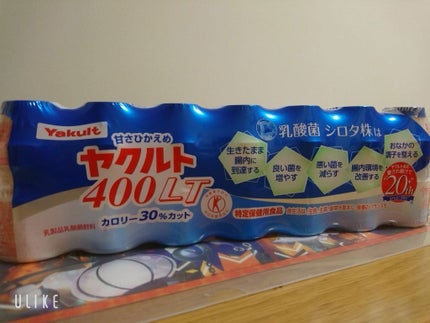 Yakult
甘さひかえめ
ヤクルト
400LT
カロリー30%カット
乳製品乳酸菌飲料
乳酸菌 シロタ株は
生きたまま
腸内に
到達する
良い菌を
増やす
悪い菌を
減らす
腸内環境を
改善する
おなかの
調子を整える
特定保健用食品
20
ULIKE